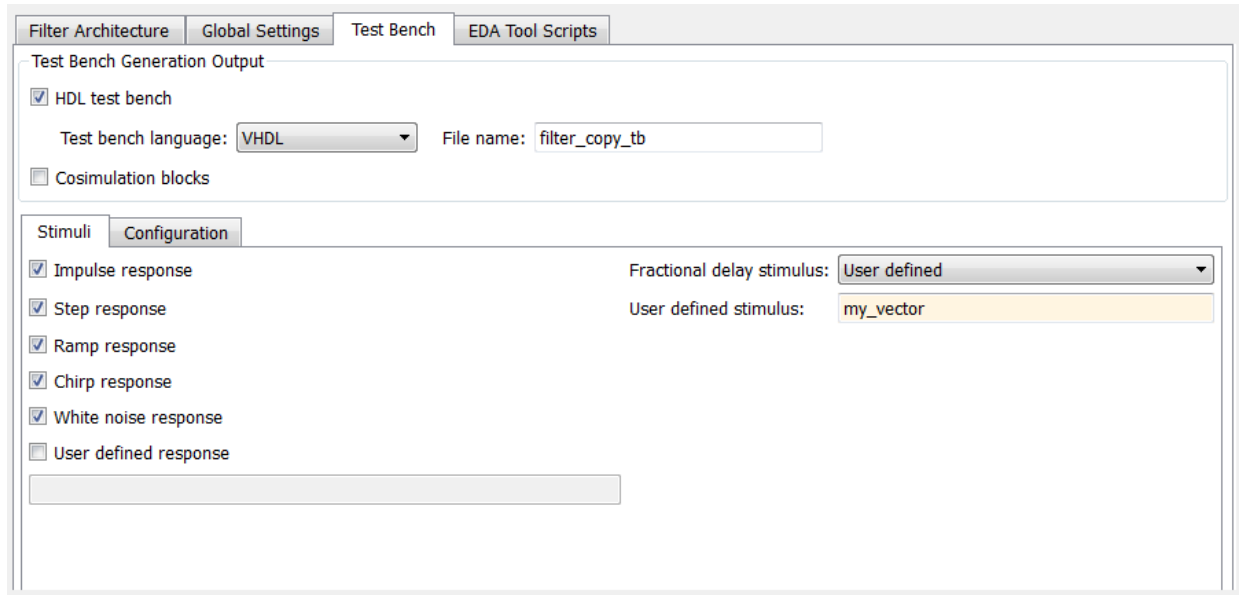 Filter Architecture Global Settings Test Bench EDA Tool Scripts
Test Bench Generation Output
HDL test bench
Test bench language: VHDL File name: filter_copy_tb
Cosimulation blocks
Stimuli Configuration
Impulse response Fractional delay stimulus: User defined
Step response User defined stimulus: my_vector
Ramp response
Chirp response
White noise response
User defined response